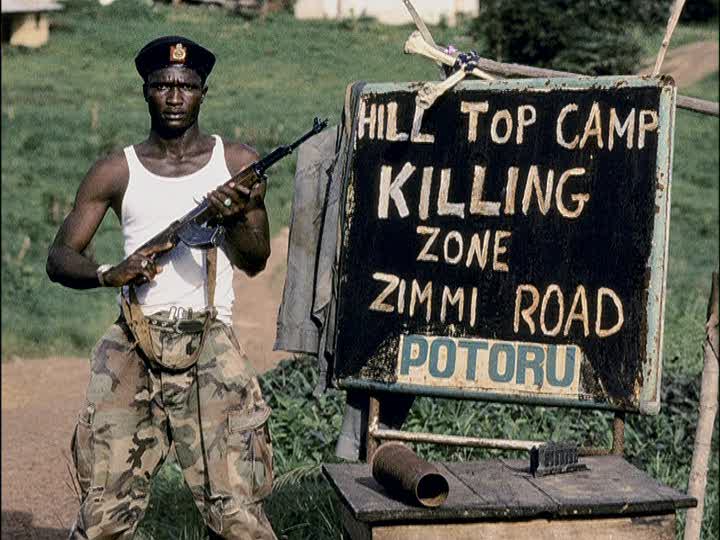 HILL TOP CAMP
KILLING
ZONE
ZIMMI ROAD
POTORU